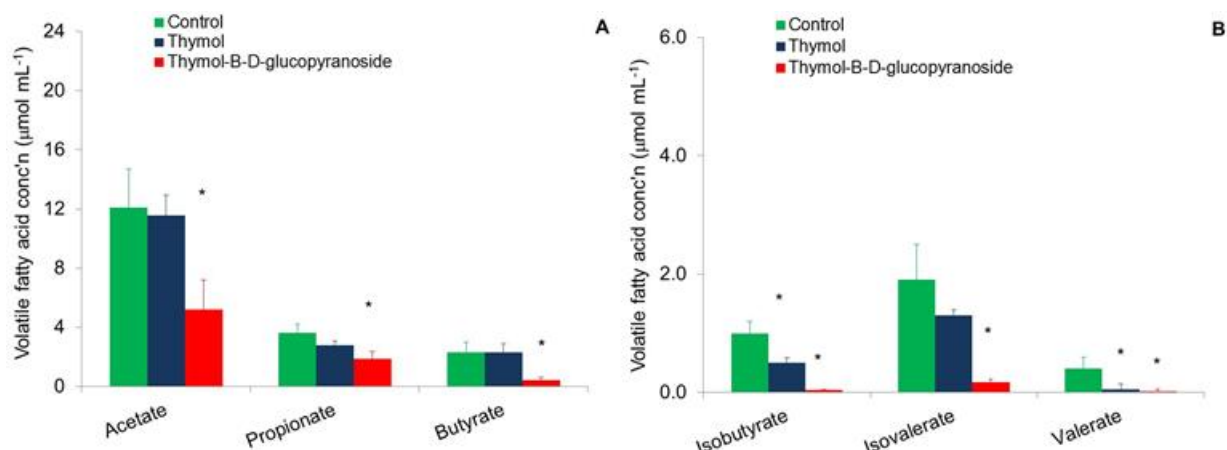 Control
Thymol
Thymol-B-D-glucopyranoside
A
Volatile fatty acid conc'n (µmol mL⁻¹)
24
20
16
12
8
4
0
*
*
*
Acetate
Propionate
Butyrate
Control
Thymol
Thymol-B-D-glucopyranoside
B
Volatile fatty acid conc'n (µmol mL⁻¹)
6.0
4.0
2.0
0.0
*
*
*
*
*
Isobutyrate
Isovalerate
Valerate